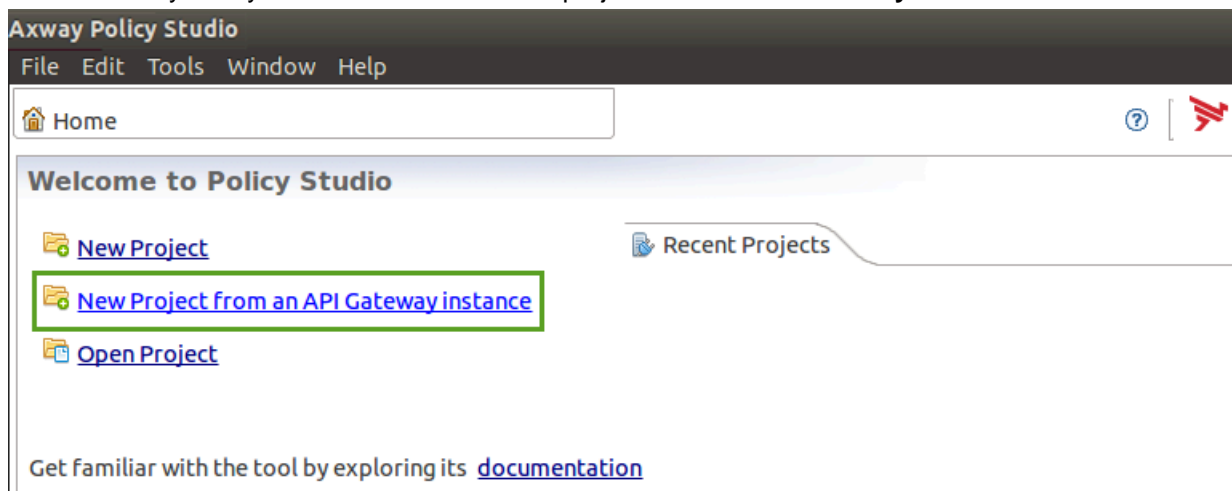 Axway Policy Studio
File Edit Tools Window Help
Home
Welcome to Policy Studio
New Project
Recent Projects
New Project from an API Gateway instance
Open Project
Get familiar with the tool by exploring its documentation